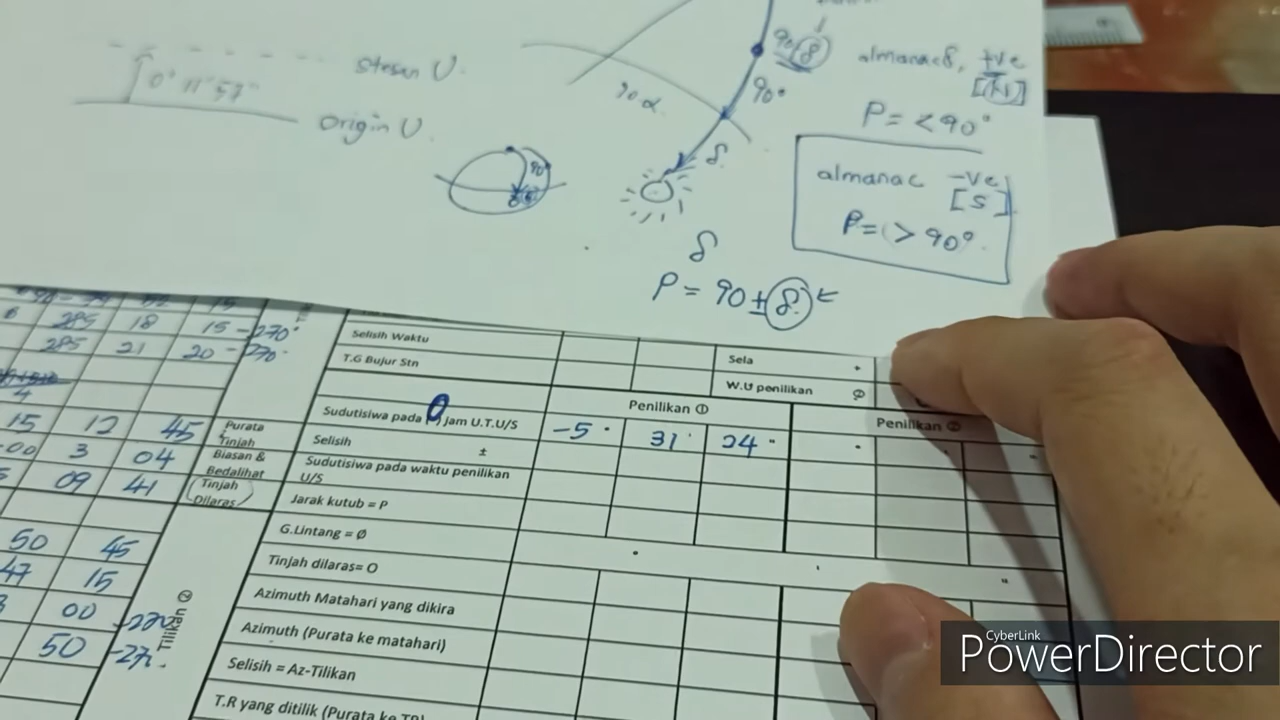 stesen U.
0° 11' 57"
origin U.
90 α
90 δ
90°
δ
90
almanac δ, +ve
P = < 90°
almanac -ve
[S]
P = > 90°
δ
P = 90 ± δ
285 18 15 - 270°
285 21 20 - 270°
15 12 45
00 3 04
09 41
50 45
47 15
00
50
Purata
Tinjah
Biasan &
Bedalihat
Tinjah
Dilaras
Tilikan ②
Selisih Waktu
T.G Bujur Stn
Sela
W.U penilikan
Penilikan ①
Penilikan
Sudutisiwa pada 0 jam U.T.U/S
-5 ° 31 ' 24 "
Selisih ±
Sudutisiwa pada waktu penilikan
U/S
Jarak kutub = P
G.Lintang = Ø
Tinjah dilaras= O
Azimuth Matahari yang dikira
Azimuth (Purata ke matahari)
Selisih = Az-Tilikan
T.R yang ditilik (Purata ke TR)
CyberLink
PowerDirector